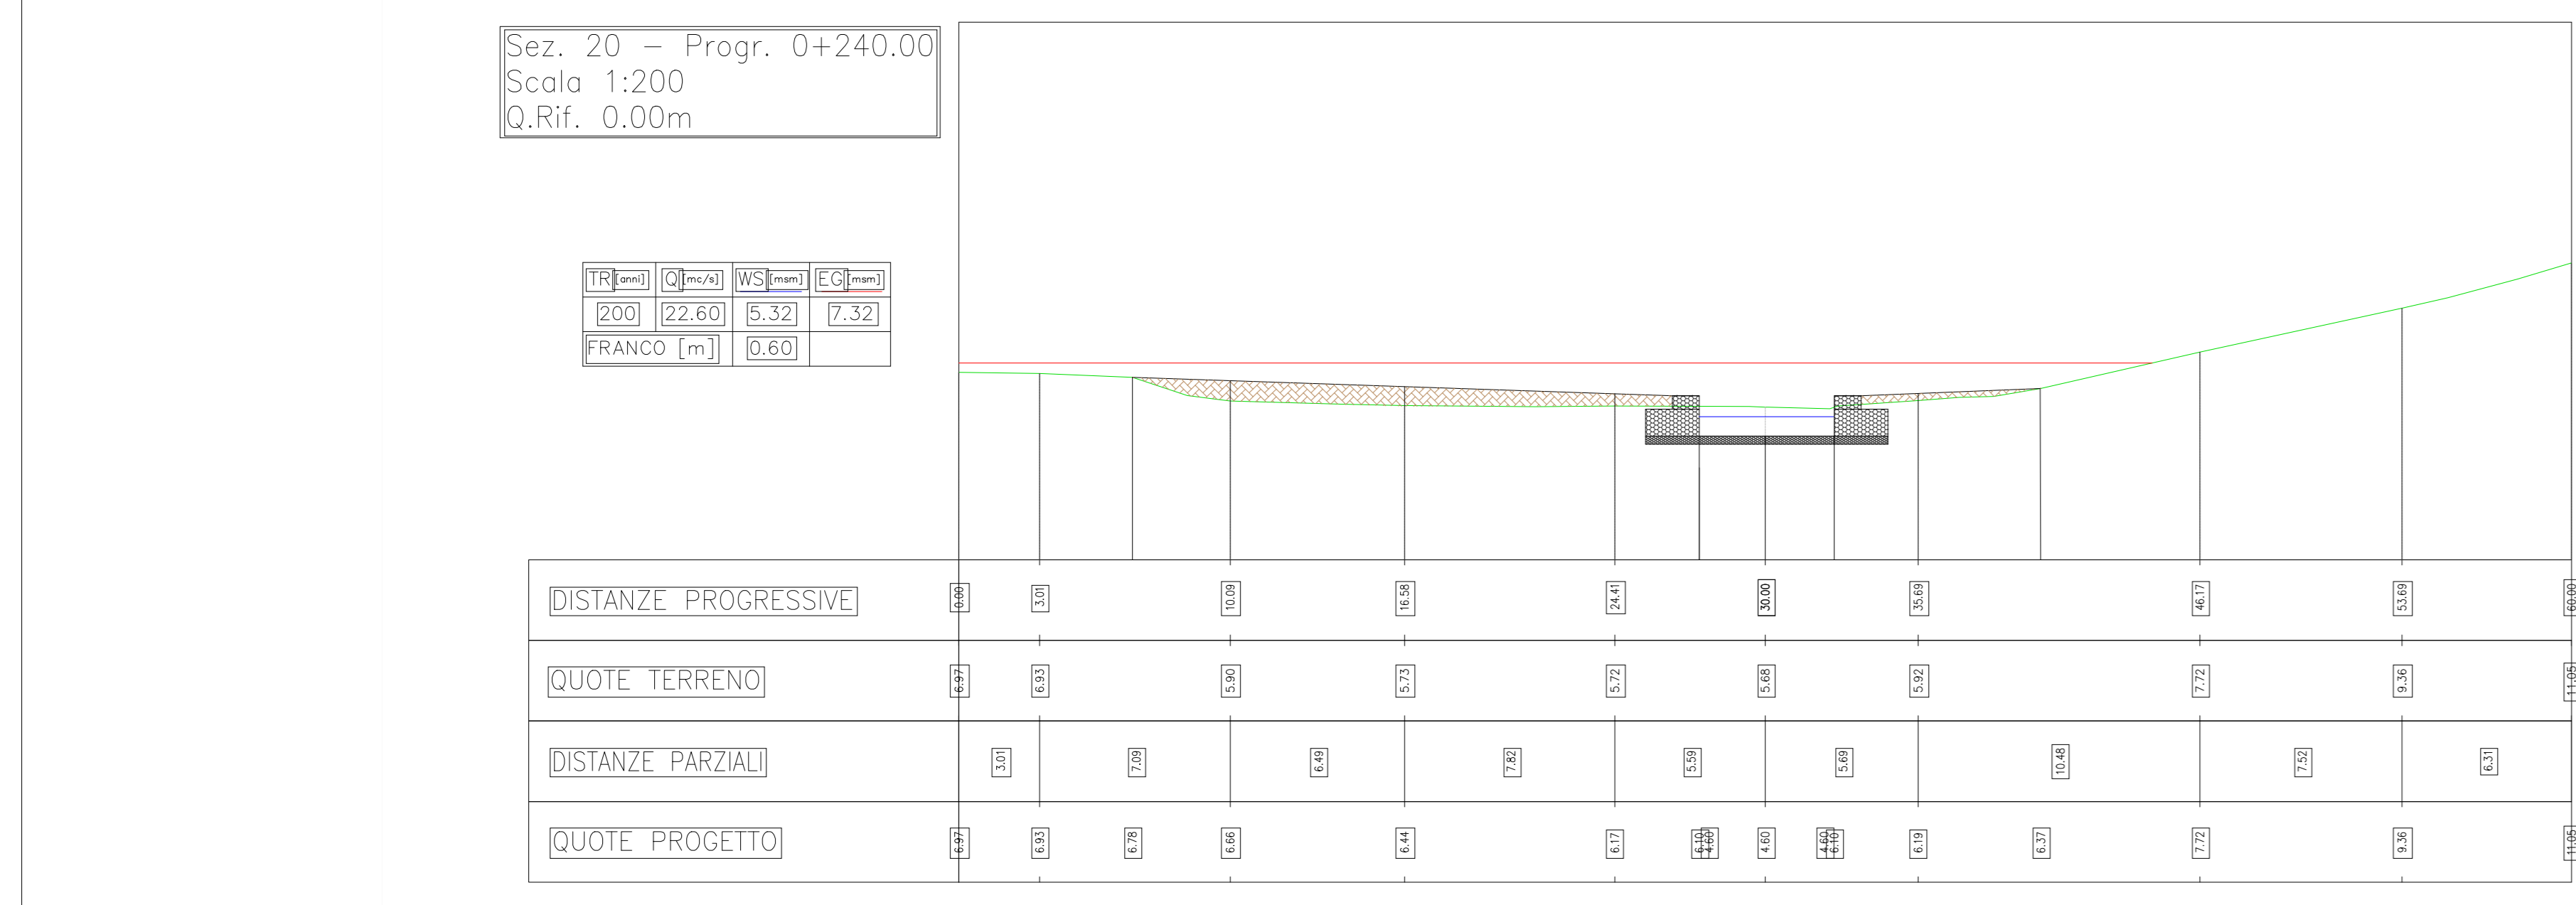 Sez. 20 - Progr. 0+240.00
Scala 1:200
Q.Rif. 0.00m
TR [anni] Q [mc/s] WS [msm] EG [msm]
200 22.60 5.32 7.32
FRANCO [m] 0.60
DISTANZE PROGRESSIVE 0.00 3.01 10.09 16.58 24.41 30.00 35.69 46.17 53.69 60.00
QUOTE TERRENO 6.97 6.93 5.90 5.73 5.72 5.68 5.92 7.72 9.36 11.05
DISTANZE PARZIALI 3.01 7.09 6.49 7.82 5.59 5.69 10.48 7.52 6.31
QUOTE PROGETTO 6.97 6.93 6.78 6.66 6.44 6.17 6.10 4.60 4.60 4.60 6.10 6.19 6.37 7.72 9.36 11.05